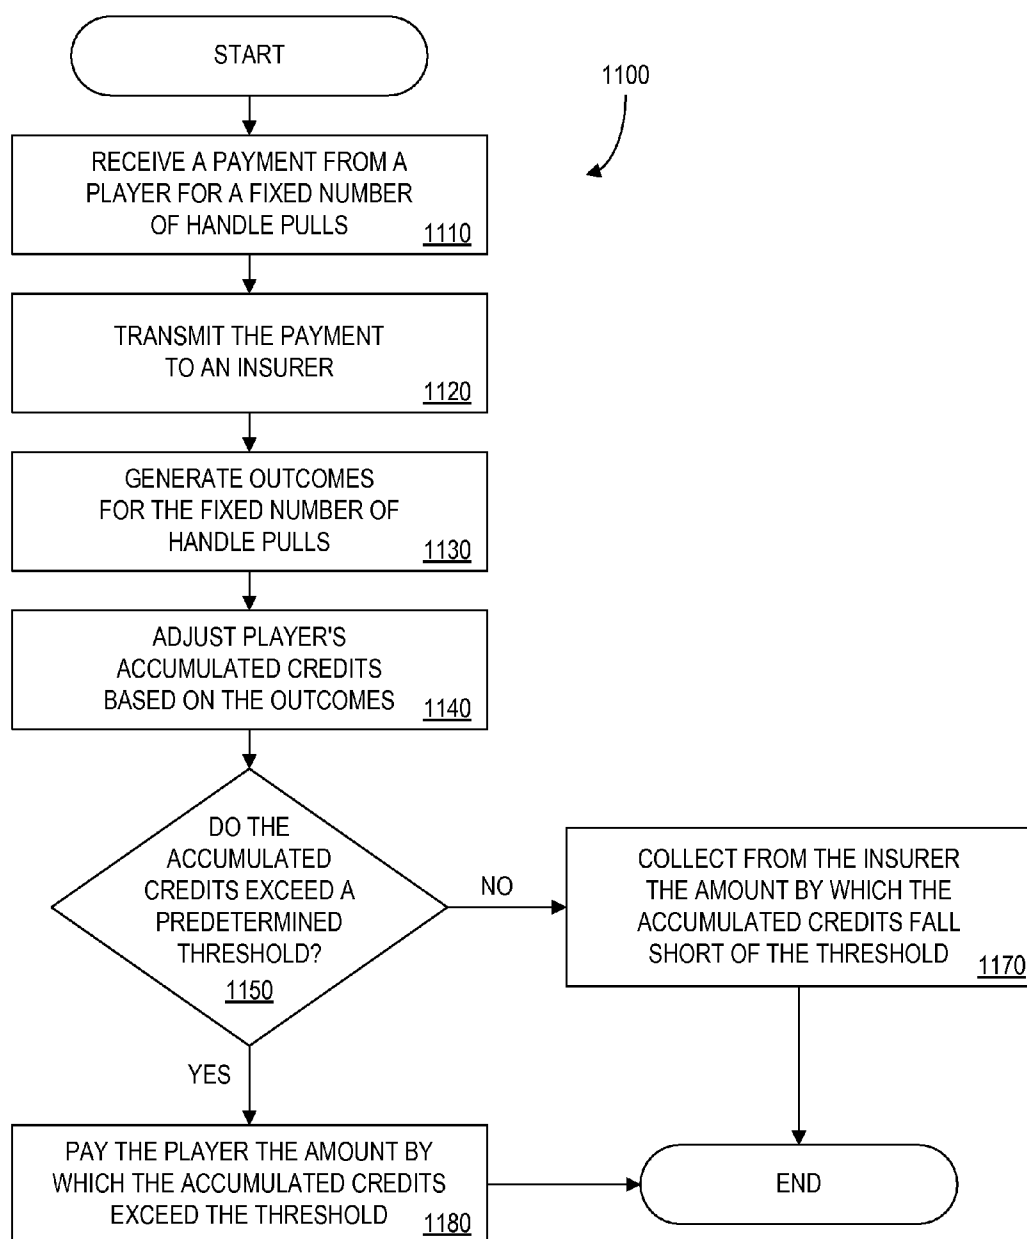 START
1100
RECEIVE A PAYMENT FROM A
PLAYER FOR A FIXED NUMBER
OF HANDLE PULLS
1110
TRANSMIT THE PAYMENT
TO AN INSURER
1120
GENERATE OUTCOMES
FOR THE FIXED NUMBER OF
HANDLE PULLS
1130
ADJUST PLAYER'S
ACCUMULATED CREDITS
BASED ON THE OUTCOMES
1140
DO THE
ACCUMULATED
CREDITS EXCEED A
PREDETERMINED
THRESHOLD?
1150
NO
COLLECT FROM THE INSURER
THE AMOUNT BY WHICH THE
ACCUMULATED CREDITS FALL
SHORT OF THE THRESHOLD
1170
YES
PAY THE PLAYER THE AMOUNT BY
WHICH THE ACCUMULATED CREDITS
EXCEED THE THRESHOLD
1180
END